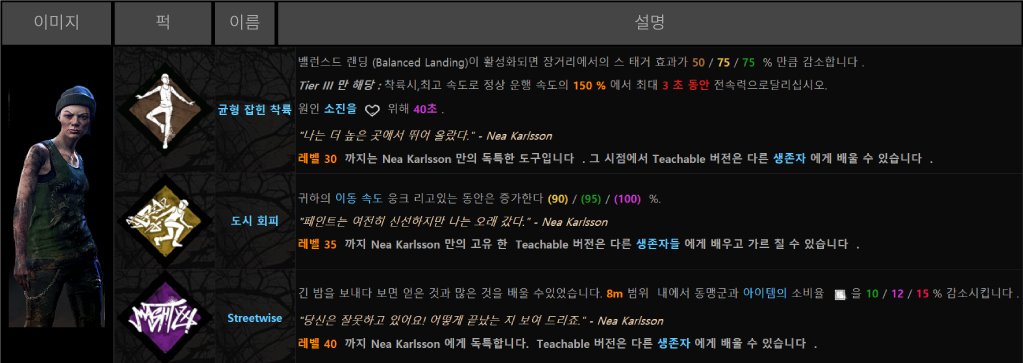 이미지 퍽 이름 설명
밸런스드 랜딩 (Balanced Landing)이 활성화되면 장거리에서의 스 태거 효과가 50 / 75 / 75 % 만큼 감소합니다 .
Tier III 만 해당 : 착륙시,최고 속도로 정상 운행 속도의 150 % 에서 최대 3 초 동안 전속력으로달리십시오.
균형 잡힌 착륙
원인 소진을 위해 40초 .
"나는 더 높은 곳에서 뛰어 올랐다." - Nea Karlsson
레벨 30 까지는 Nea Karlsson 만의 독특한 도구입니다 . 그 시점에서 Teachable 버전은 다른 생존자 에게 배울 수 있습니다 .
귀하의 이동 속도 웅크 리고있는 동안은 증가한다 (90) / (95) / (100) %.
도시 회피
"페인트는 여전히 신선하지만 나는 오래 갔다." - Nea Karlsson
레벨 35 까지 Nea Karlsson 만의 고유 한 Teachable 버전은 다른 생존자들 에게 배우고 가르 칠 수 있습니다 .
긴 밤을 보내다 보면 얻은 것과 많은 것을 배울 수있었습니다. 8m 범위 내에서 동맹군과 아이템의 소비율 을 10 / 12 / 15 % 감소시킵니다 .
Streetwise
"당신은 잘못하고 있어요! 어떻게 끝났는 지 보여 드리죠." - Nea Karlsson
레벨 40 까지 Nea Karlsson 에게 독특합니다. Teachable 버전은 다른 생존자 에게 배울 수 있습니다 .